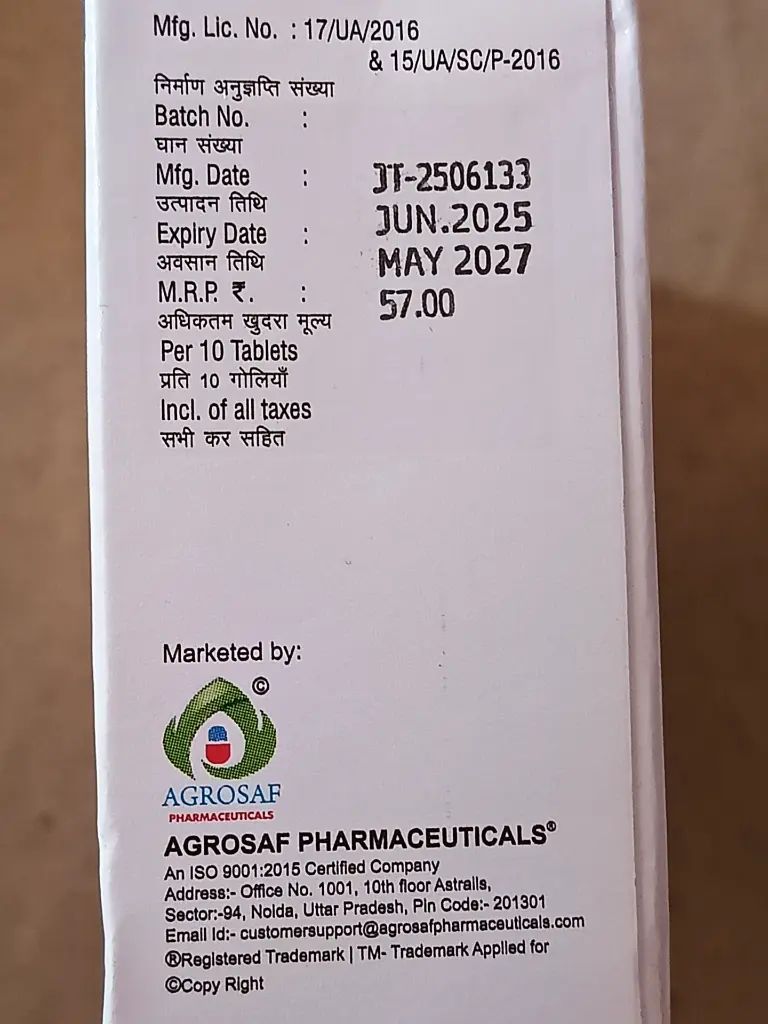 Mfg. Lic. No. : 17/UA/2016
& 15/UA/SC/P-2016
निर्माण अनुज्ञप्ति संख्या
Batch No. :
घान संख्या
Mfg. Date : JT-2506133
उत्पादन तिथि
JUN.2025
Expiry Date :
अवसान तिथि
MAY 2027
M.R.P. ₹. : 57.00
अधिकतम खुदरा मूल्य
Per 10 Tablets
प्रति 10 गोलियाँ
Incl. of all taxes
सभी कर सहित
Marketed by:
©
AGROSAF
PHARMACEUTICALS
AGROSAF PHARMACEUTICALS®
An ISO 9001:2015 Certified Company
Address:- Office No. 1001, 10th floor Astralis,
Sector:-94, Noida, Uttar Pradesh, Pin Code:- 201301
Email Id:- customersupport@agrosafpharmaceuticals.com
®Registered Trademark | TM- Trademark Applied for
©Copy Right